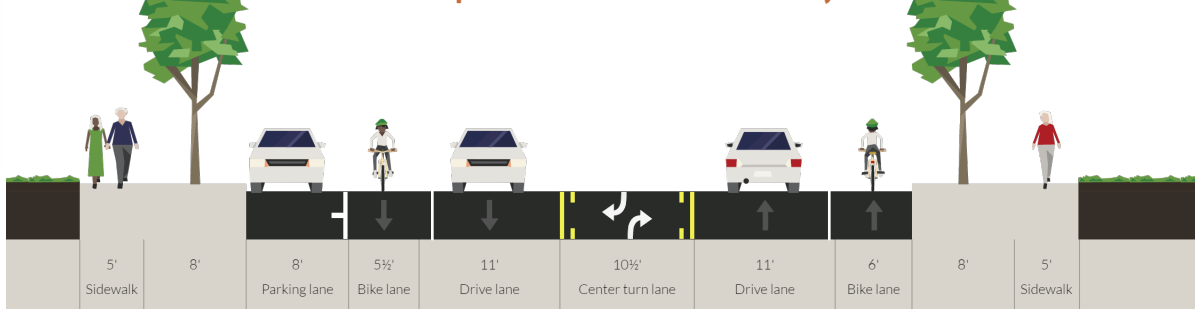 5' 8' 8' 5½' 11' 10½' 11' 6' 8' 5'
Sidewalk Parking lane Bike lane Drive lane Center turn lane Drive lane Bike lane Sidewalk